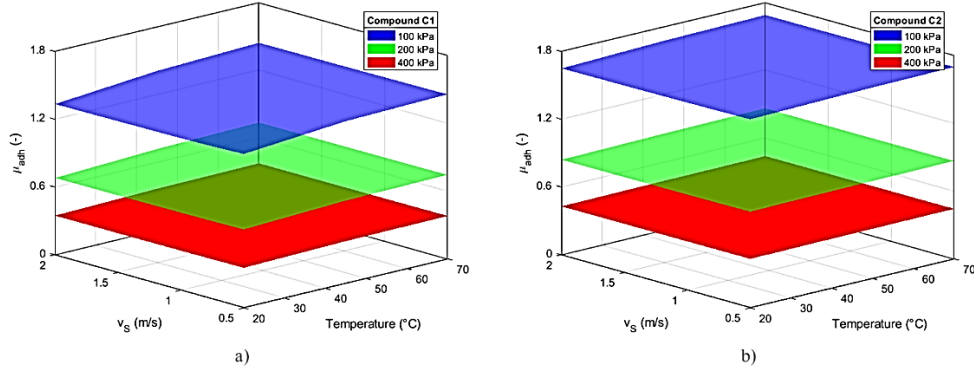 Compound C1
100 kPa
200 kPa
400 kPa
1.8
1.2
0.6
0
μadh (-)
2
1.5
1
0.5
vS (m/s)
20
30
40
50
60
70
Temperature (°C)
a)
Compound C2
100 kPa
200 kPa
400 kPa
1.8
1.2
0.6
0
μadh (-)
2
1.5
1
0.5
vS (m/s)
20
30
40
50
60
70
Temperature (°C)
b)